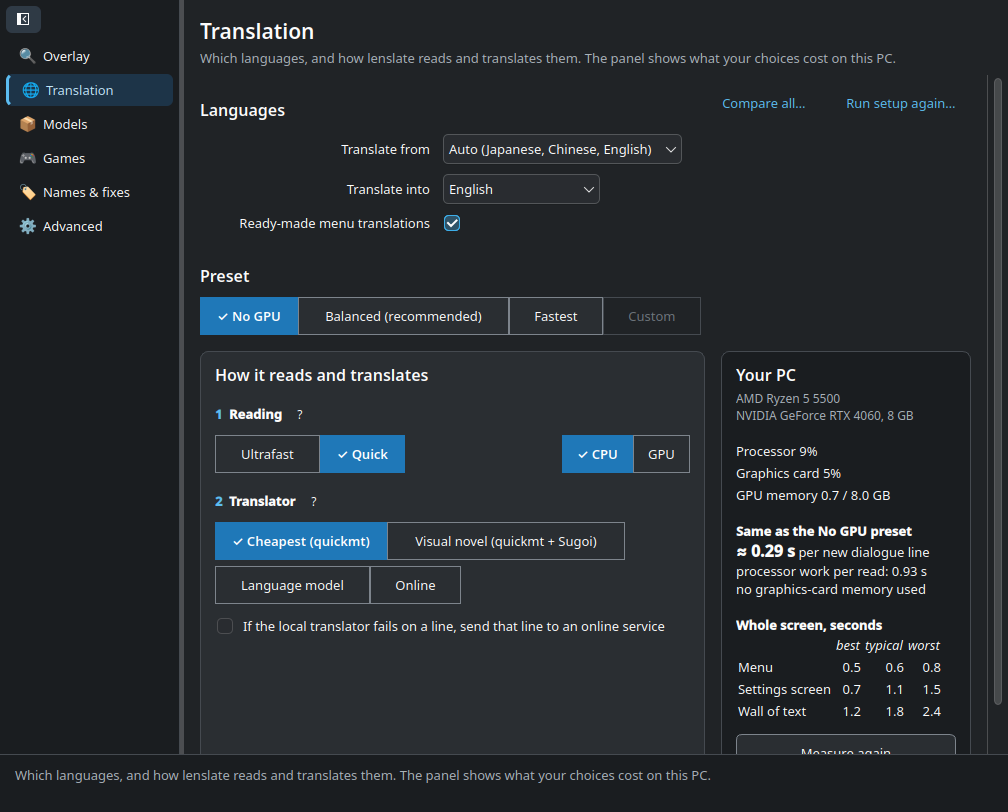 Overlay
Translation
Models
Games
Names & fixes
Advanced
Translation
Which languages, and how lenslate reads and translates them. The panel shows what your choices cost on this PC.
Languages
Compare all...
Run setup again...
Translate from
Auto (Japanese, Chinese, English)
Translate into
English
Ready-made menu translations
Preset
✓ No GPU
Balanced (recommended)
Fastest
Custom
How it reads and translates
1 Reading ?
Ultrafast
✓ Quick
✓ CPU
GPU
2 Translator ?
✓ Cheapest (quickmt)
Visual novel (quickmt + Sugoi)
Language model
Online
If the local translator fails on a line, send that line to an online service
Your PC
AMD Ryzen 5 5500
NVIDIA GeForce RTX 4060, 8 GB
Processor 9%
Graphics card 5%
GPU memory 0.7 / 8.0 GB
Same as the No GPU preset
≈ 0.29 s per new dialogue line
processor work per read: 0.93 s
no graphics-card memory used
Whole screen, seconds
best typical worst
Menu 0.5 0.6 0.8
Settings screen 0.7 1.1 1.5
Wall of text 1.2 1.8 2.4
Measure again
Which languages, and how lenslate reads and translates them. The panel shows what your choices cost on this PC.